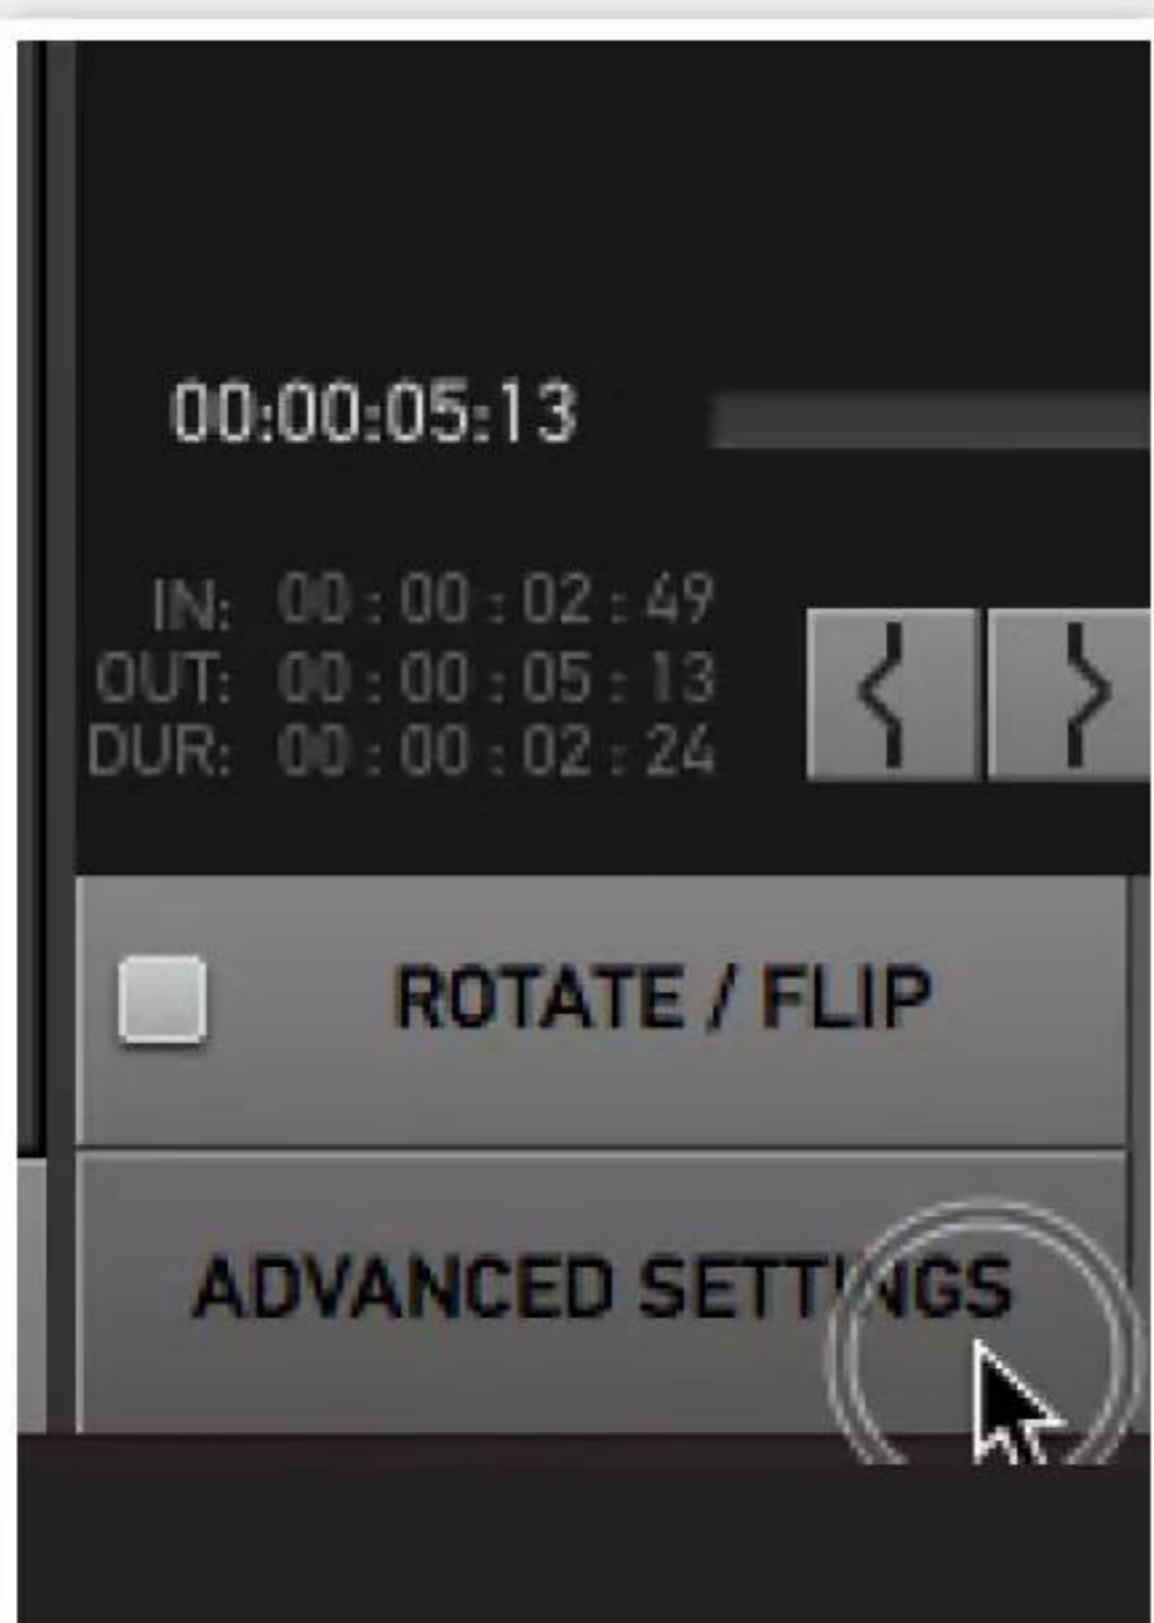 00:00:05:13
IN: 00 : 00 : 02 : 49
OUT: 00 : 00 : 05 : 13
DUR: 00 : 00 : 02 : 24
ROTATE / FLIP
ADVANCED SETTINGS